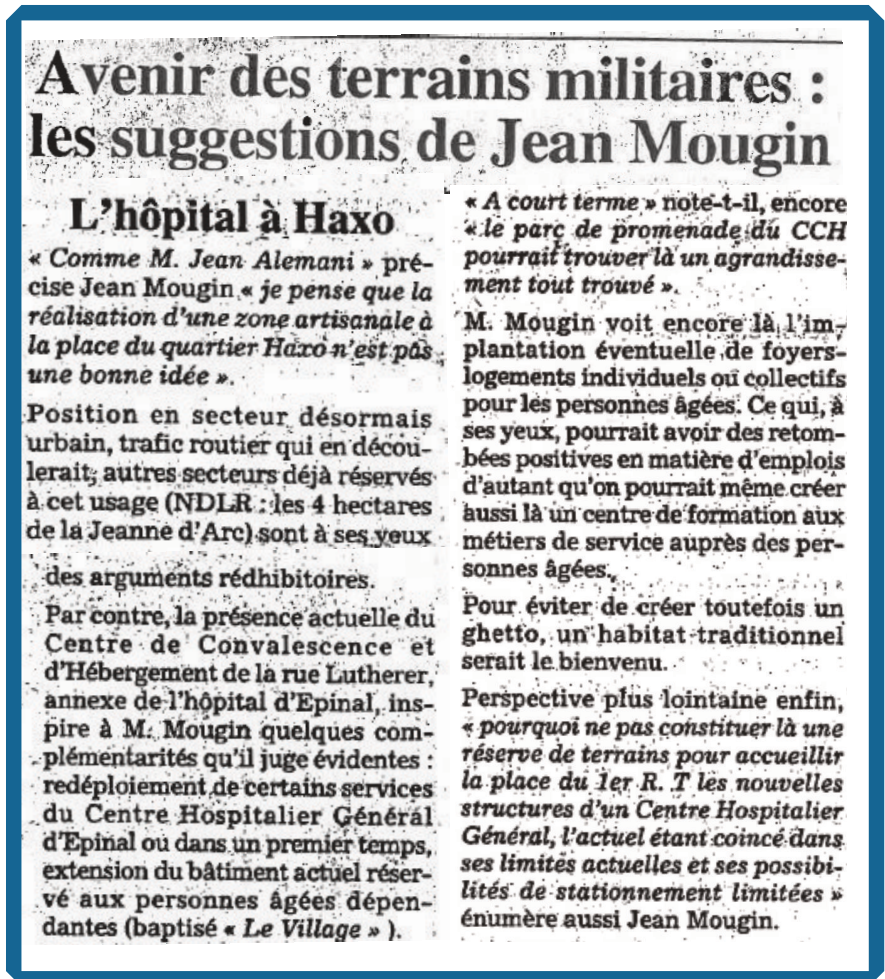 Avenir des terrains militaires :
les suggestions de Jean Mougin
L'hôpital à Haxo
« Comme M. Jean Alemani » pré-
cise Jean Mougin « je pense que la
réalisation d'une zone artisanale à
la place du quartier Haxo n'est pas
une bonne idée ».
Position en secteur désormais
urbain, trafic routier qui en décou-
lerait, autres secteurs déjà réservés
à cet usage (NDLR : les 4 hectares
de la Jeanne d'Arc) sont à ses yeux
des arguments rédhibitoires.
Par contre, la présence actuelle du
Centre de Convalescence et
d'Hébergement de la rue Lutherer,
annexe de l'hôpital d'Epinal, ins-
pire à M. Mougin quelques com-
plémentarités qu'il juge évidentes :
redéploiement de certains services
du Centre Hospitalier Général
d'Epinal ou dans un premier temps,
extension du bâtiment actuel réser-
vé aux personnes âgées dépen-
dantes (baptisé « Le Village » ).
« A court terme » note-t-il, encore
« le parc de promenade du CCH
pourrait trouver là un agrandisse-
ment tout trouvé ».
M. Mougin voit encore là l'im-
plantation éventuelle de foyers-
logements individuels ou collectifs
pour les personnes âgées. Ce qui, à
ses yeux, pourrait avoir des retom-
bées positives en matière d'emplois
d'autant qu'on pourrait même créer
aussi là un centre de formation aux
métiers de service auprès des per-
sonnes âgées.
Pour éviter de créer toutefois un
ghetto, un habitat traditionnel
serait le bienvenu.
Perspective plus lointaine enfin,
« pourquoi ne pas constituer là une
réserve de terrains pour accueillir
la place du 1er R. T les nouvelles
structures d'un Centre Hospitalier
Général, l'actuel étant coincé dans
ses limites actuelles et ses possibi-
lités de stationnement limitées »
énumère aussi Jean Mougin.